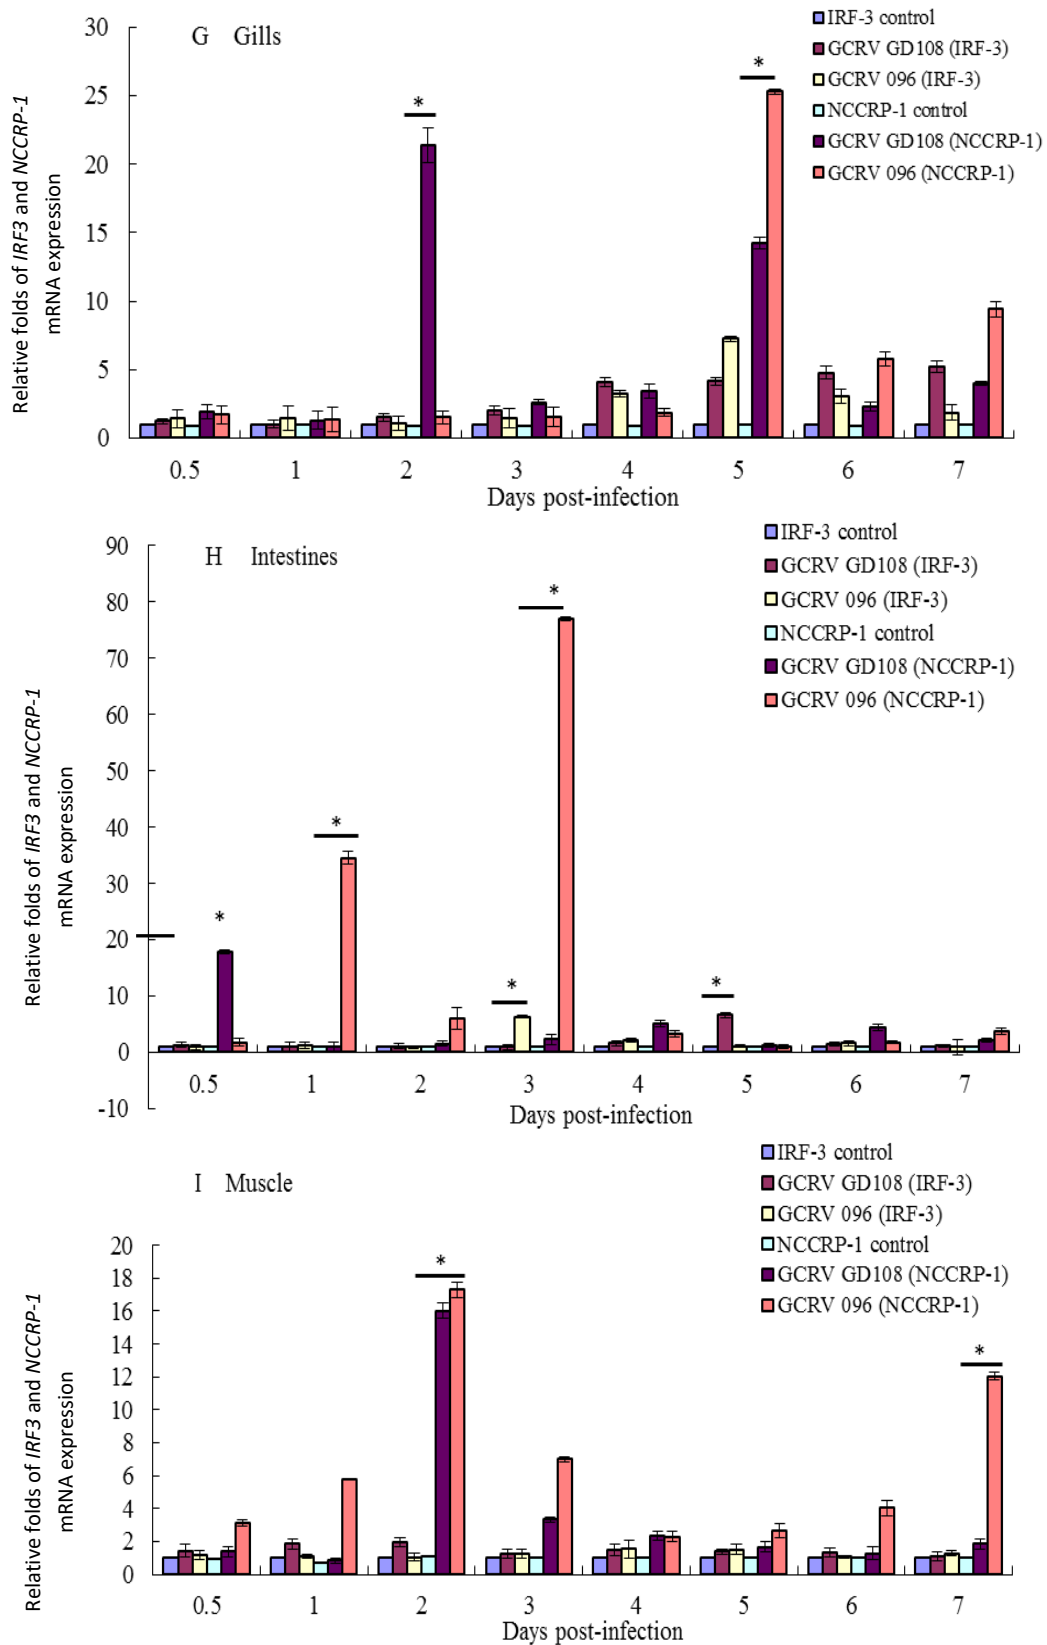 G Gills
IRF-3 control
GCRV GD108 (IRF-3)
GCRV 096 (IRF-3)
NCCRP-1 control
GCRV GD108 (NCCRP-1)
GCRV 096 (NCCRP-1)
Relative folds of IRF3 and NCCRP-1
mRNA expression
30
25
20
15
10
5
0
*
*
0.5 1 2 3 4 5 6 7
Days post-infection
H Intestines
IRF-3 control
GCRV GD108 (IRF-3)
GCRV 096 (IRF-3)
NCCRP-1 control
GCRV GD108 (NCCRP-1)
GCRV 096 (NCCRP-1)
Relative folds of IRF3 and NCCRP-1
mRNA expression
90
80
70
60
50
40
30
20
10
0
-10
*
*
*
*
*
0.5 1 2 3 4 5 6 7
Days post-infection
I Muscle
IRF-3 control
GCRV GD108 (IRF-3)
GCRV 096 (IRF-3)
NCCRP-1 control
GCRV GD108 (NCCRP-1)
GCRV 096 (NCCRP-1)
Relative folds of IRF3 and NCCRP-1
mRNA expression
20
18
16
14
12
10
8
6
4
2
0
*
*
0.5 1 2 3 4 5 6 7
Days post-infection